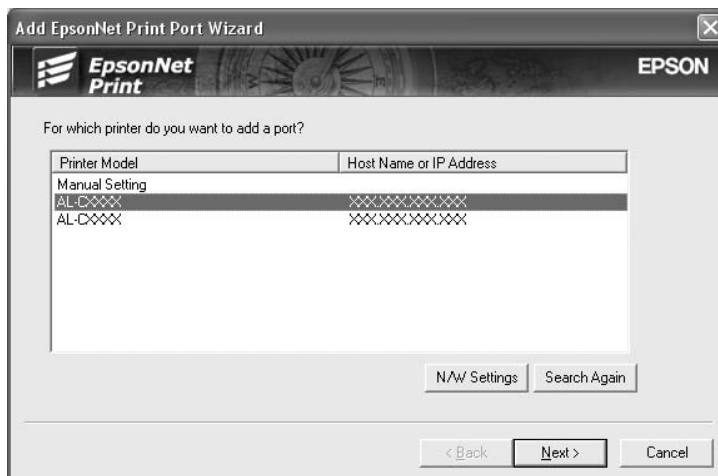 Add EpsonNet Print Port Wizard
EpsonNet
Print
EPSON
For which printer do you want to add a port?
Printer Model Host Name or IP Address
Manual Setting
AL-CXXXX XXX.XXX.XXX.XXX
AL-CXXXX XXX.XXX.XXX.XXX
N/W Settings Search Again
< Back Next > Cancel